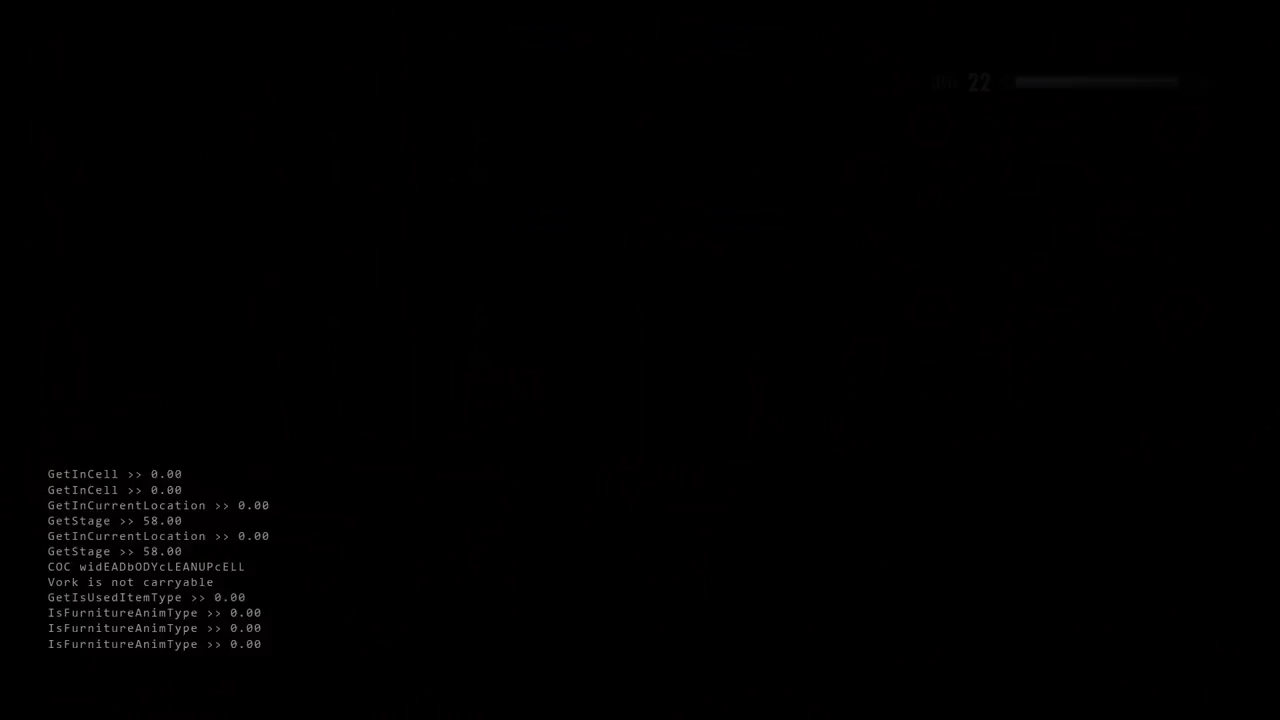 22
GetInCell >> 0.00
GetInCell >> 0.00
GetInCurrentLocation >> 0.00
GetStage >> 58.00
GetInCurrentLocation >> 0.00
GetStage >> 58.00
COC widEADbODYcLEANUPcELL
Vork is not carryable
GetIsUsedItemType >> 0.00
IsFurnitureAnimType >> 0.00
IsFurnitureAnimType >> 0.00
IsFurnitureAnimType >> 0.00